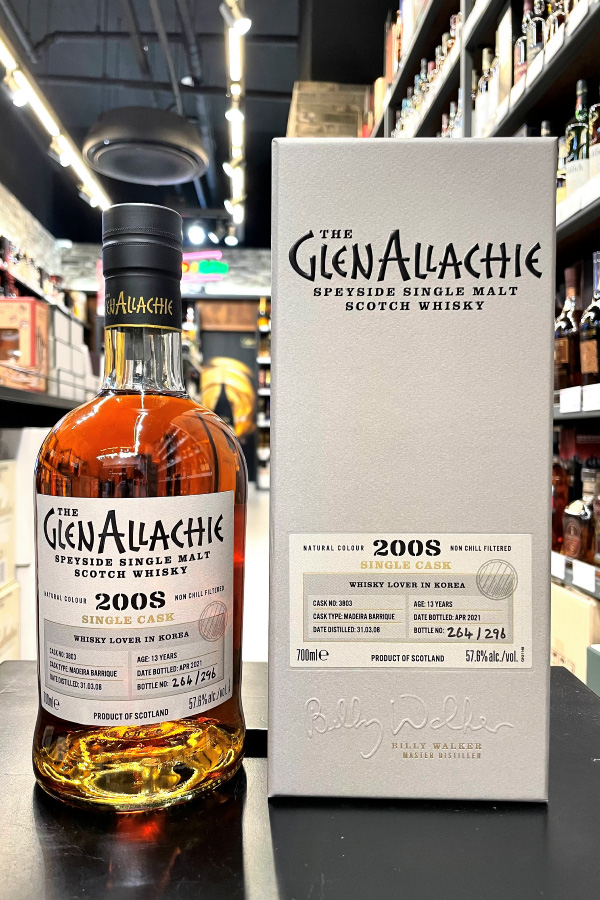 GLENALLACHIE
THE
GLENALLACHIE
SPEYSIDE SINGLE MALT
SCOTCH WHISKY
NATURAL COLOUR 2008 NON CHILL FILTERED
SINGLE CASK
WHISKY LOVER IN KOREA
CASK NO: 3803
CASK TYPE: MADEIRA BARRIQUE
DATE DISTILLED: 31.03.08
AGE: 13 YEARS
DATE BOTTLED: APR 2021
BOTTLE NO: 264/296
700ml℮
PRODUCT OF SCOTLAND
57.6% alc./vol.
THE
GLENALLACHIE
SPEYSIDE SINGLE MALT
SCOTCH WHISKY
NATURAL COLOUR 2008 NON CHILL FILTERED
SINGLE CASK
WHISKY LOVER IN KOREA
CASK NO: 3803
CASK TYPE: MADEIRA BARRIQUE
DATE DISTILLED: 31.03.08
AGE: 13 YEARS
DATE BOTTLED: APR 2021
BOTTLE NO: 264/296
700ml℮
PRODUCT OF SCOTLAND
57.6% alc./vol.
Billy Walker
BILLY WALKER
MASTER DISTILLER